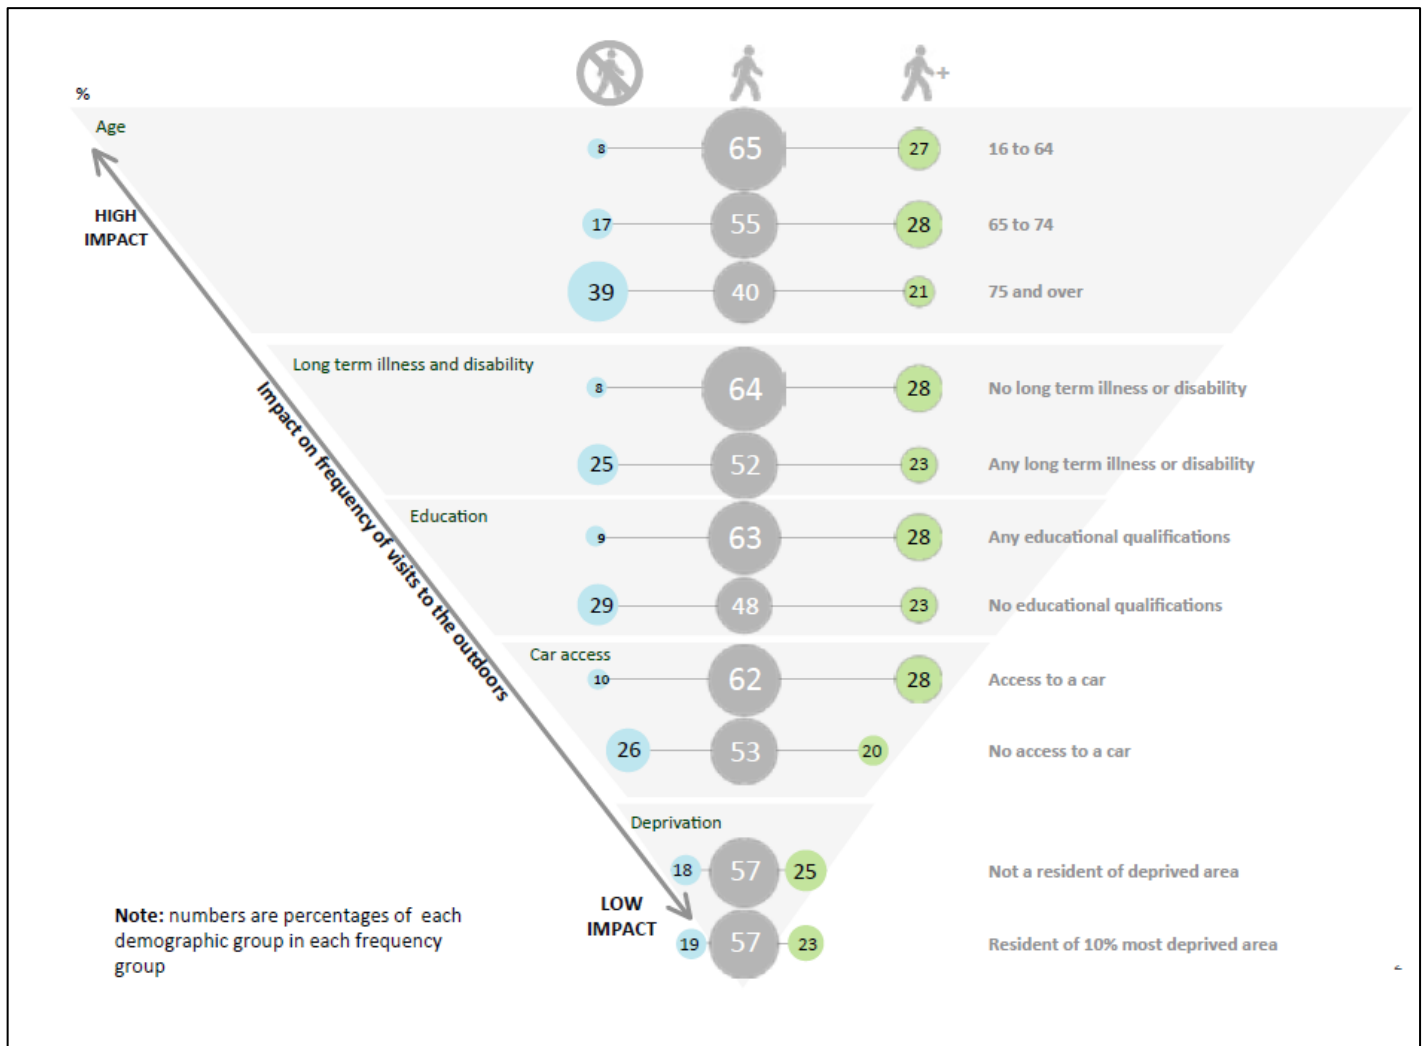 %
Age
8 65 27 16 to 64
HIGH
IMPACT
17 55 28 65 to 74
39 40 21 75 and over
Long term illness and disability
8 64 28 No long term illness or disability
25 52 23 Any long term illness or disability
Impact on frequency of visits to the outdoors
Education
9 63 28 Any educational qualifications
29 48 23 No educational qualifications
Car access
10 62 28 Access to a car
26 53 20 No access to a car
Deprivation
18 57 25 Not a resident of deprived area
LOW
IMPACT
19 57 23 Resident of 10% most deprived area
Note: numbers are percentages of each
demographic group in each frequency
group